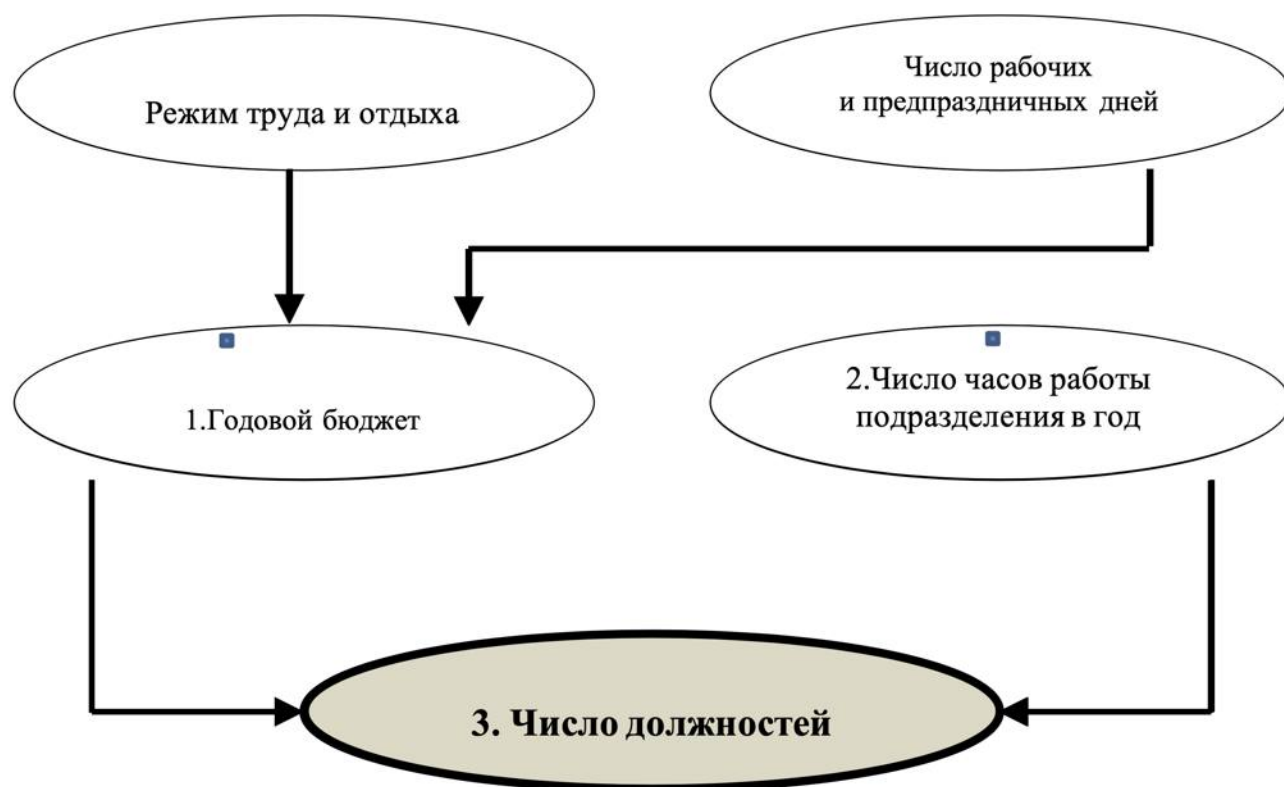 Режим труда и отдыха
Число рабочих
и предпраздничных дней
1.Годовой бюджет
2.Число часов работы
подразделения в год
3. Число должностей